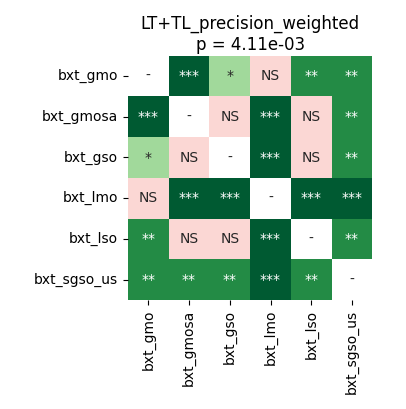 LT+TL_precision_weighted
p = 4.11e-03
bxt_gmo - *** * NS ** **
bxt_gmosa *** - NS *** NS **
bxt_gso * NS - *** NS **
bxt_lmo NS *** *** - *** ***
bxt_lso ** NS NS *** - **
bxt_sgso_us ** ** ** *** ** -
bxt_gmo bxt_gmosa bxt_gso bxt_lmo bxt_lso bxt_sgso_us